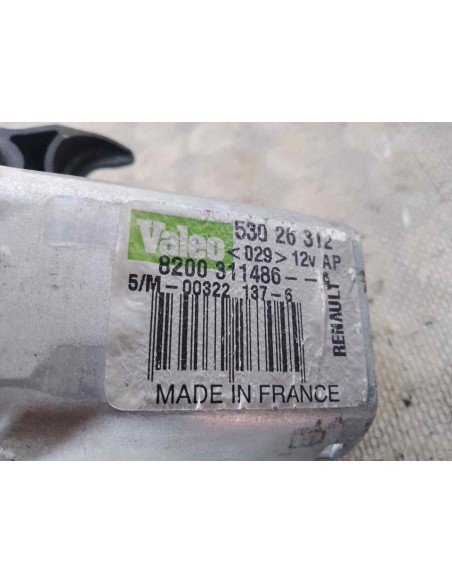 Valeo 530 26 312
<029> 12v AP
8200 311486--
5/M-00322 137-6
RENAULT
MADE IN FRANCE